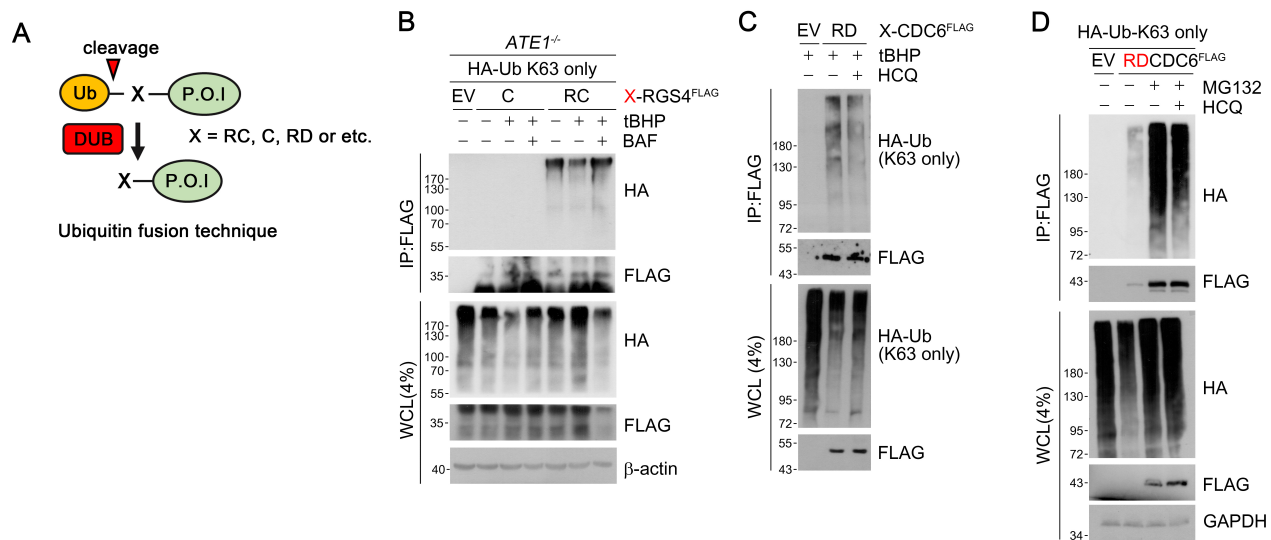 A
cleavage
Ub
X
P.O.I
DUB
X = RC, C, RD or etc.
X
P.O.I
Ubiquitin fusion technique
B
ATE1-/-
HA-Ub K63 only
EV C RC X-RGS4FLAG
– – + + – + + tBHP
– – – + – – + BAF
IP:FLAG
170
130
100
70
55
HA
35
FLAG
WCL(4%)
170
130
100
70
55
HA
35
FLAG
40
β-actin
C
EV RD X-CDC6FLAG
+ + + tBHP
– – + HCQ
IP:FLAG
180
130
95
72
HA-Ub
(K63 only)
55
43
FLAG
WCL (4%)
180
130
95
72
HA-Ub
(K63 only)
55
43
FLAG
D
HA-Ub-K63 only
EV RDCDC6FLAG
– – + + MG132
– – – + HCQ
IP:FLAG
180
130
95
72
HA
43
FLAG
WCL(4%)
180
130
95
72
HA
43
FLAG
34
GAPDH